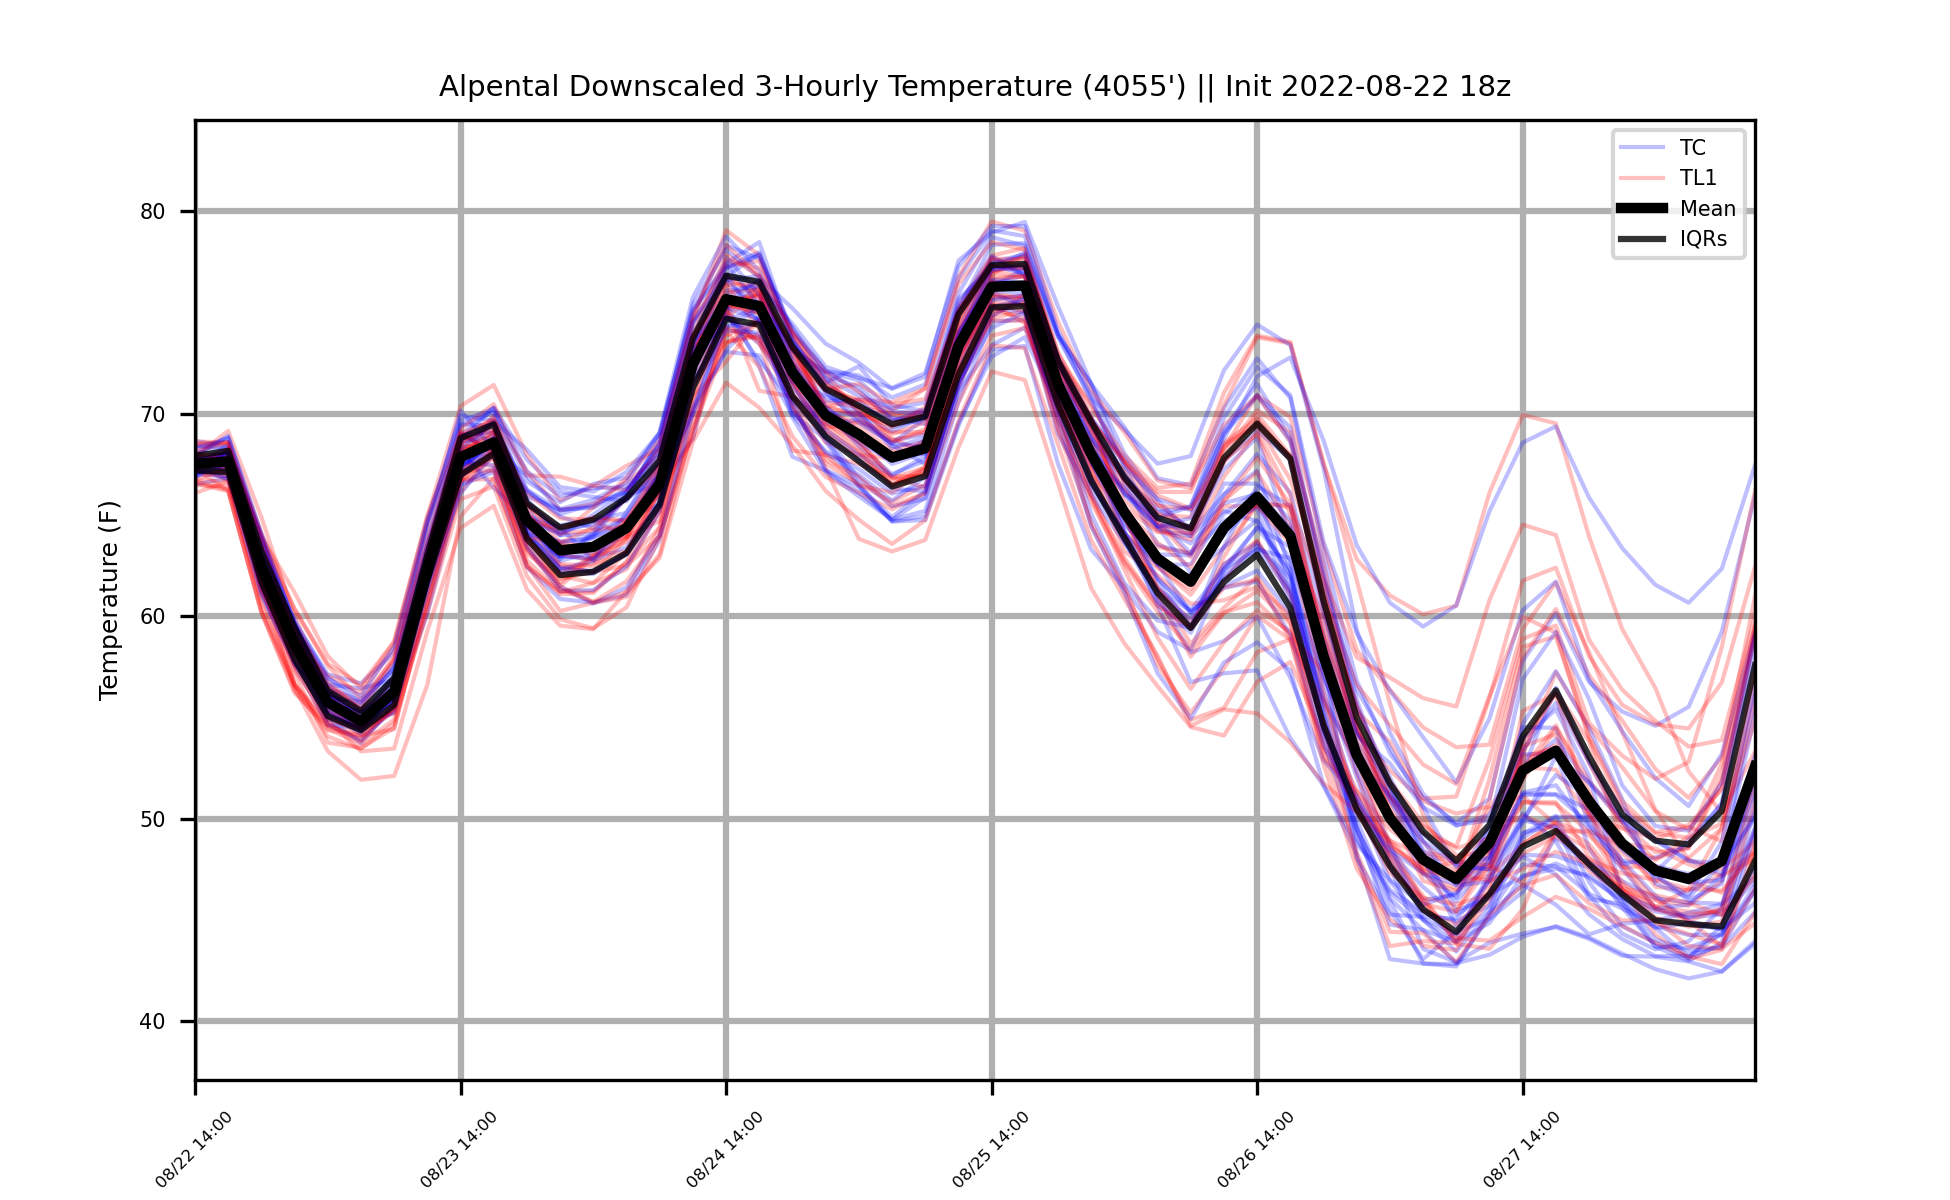 Alpental Downscaled 3-Hourly Temperature (4055') || Init 2022-08-22 18z
TC
TL1
Mean
IQRs
Temperature (F)
80
70
60
50
40
08/22 14:00
08/23 14:00
08/24 14:00
08/25 14:00
08/26 14:00
08/27 14:00